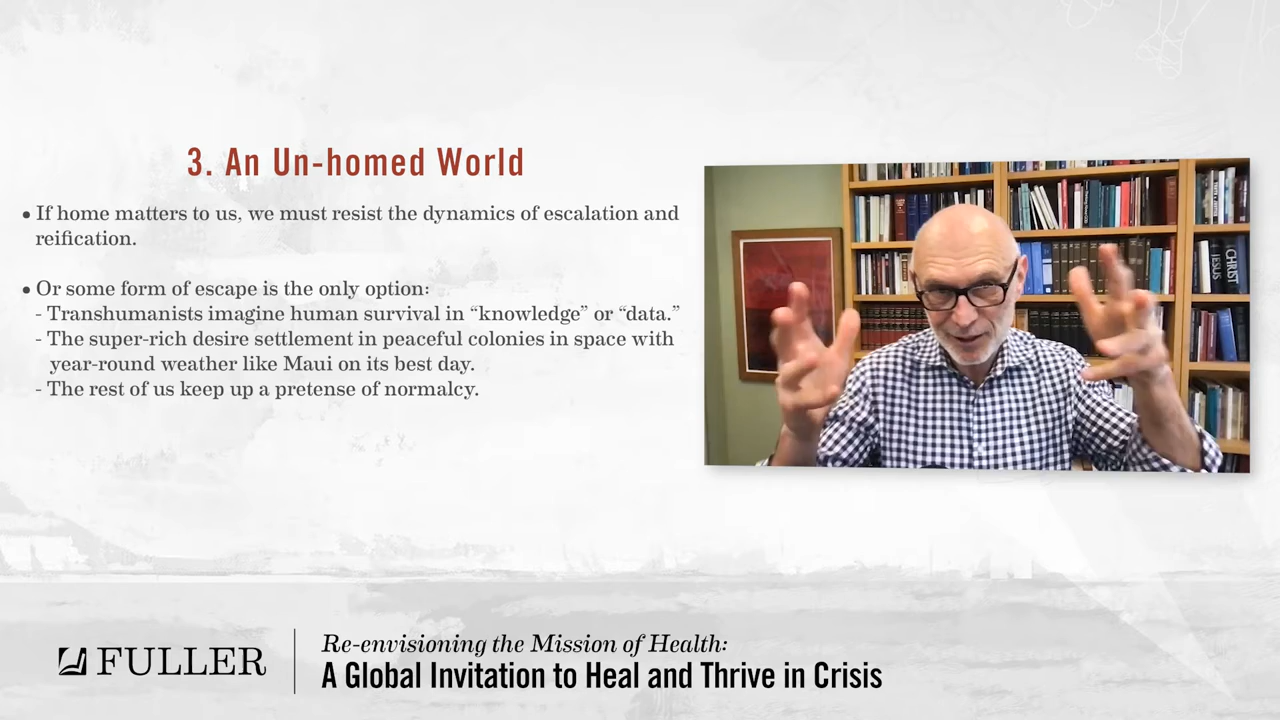 3. An Un-homed World
• If home matters to us, we must resist the dynamics of escalation and
reification.
• Or some form of escape is the only option:
- Transhumanists imagine human survival in “knowledge” or “data.”
- The super-rich desire settlement in peaceful colonies in space with
year-round weather like Maui on its best day.
- The rest of us keep up a pretense of normalcy.
CHRIST
JESUS
FULLER
Re-envisioning the Mission of Health:
A Global Invitation to Heal and Thrive in Crisis